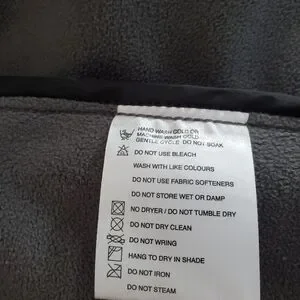 HAND WASH COLD OR
MACHINE WASH COLD
GENTLE CYCLE DO NOT SOAK
DO NOT USE BLEACH
WASH WITH LIKE COLOURS
DO NOT USE FABRIC SOFTENERS
DO NOT STORE WET OR DAMP
NO DRYER / DO NOT TUMBLE DRY
DO NOT DRY CLEAN
DO NOT WRING
HANG TO DRY IN SHADE
DO NOT IRON
DO NOT STEAM